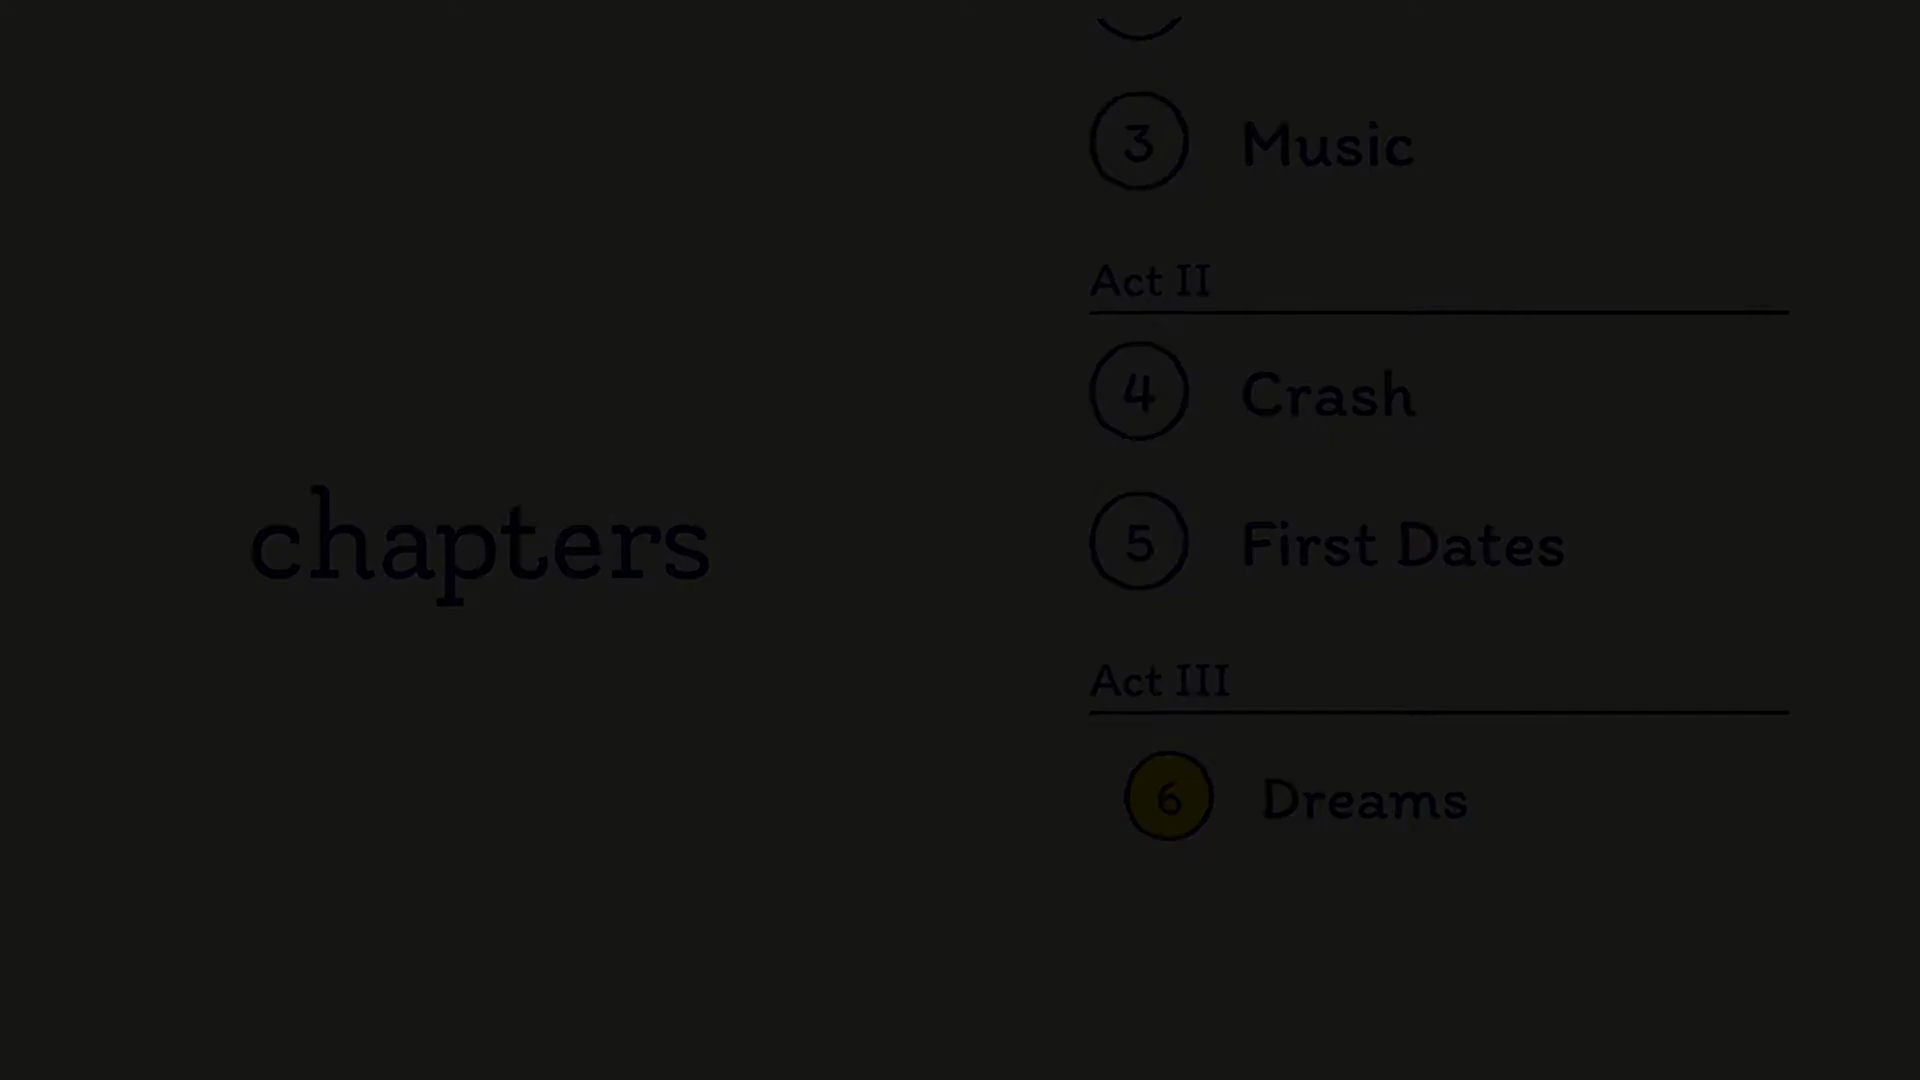 chapters
3 Music
Act II
4 Crash
5 First Dates
Act III
6 Dreams